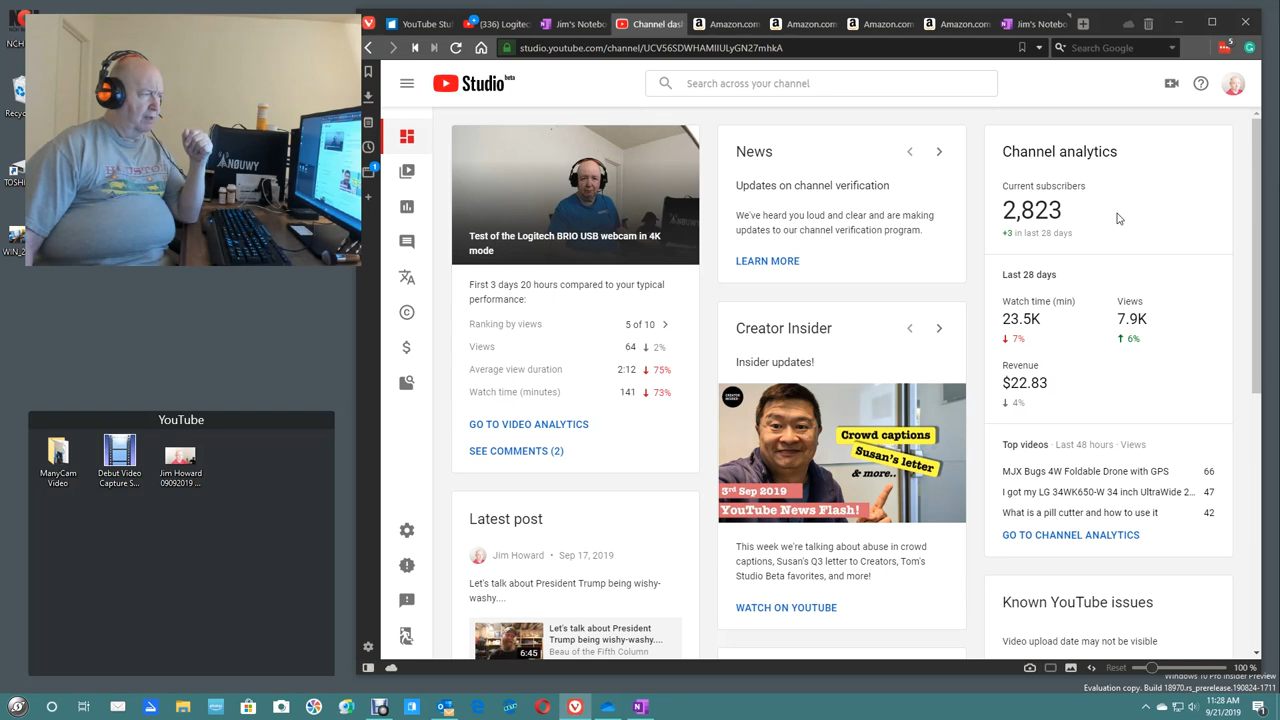 NCH
Recyc
TOSHI
WIN_20
NOUWY
YouTube Stu
(336) Logitec
Jim's Noteb
Channel das
Amazon.com
Amazon.com
Amazon.com
Amazon.com
Jim's Noteb
studio.youtube.com/channel/UCV56SDWHAMIIULyGN27mhkA
Search Google
5
Studio beta
Search across your channel
1
Test of the Logitech BRIO USB webcam in 4K
mode
First 3 days 20 hours compared to your typical
performance:
Ranking by views 5 of 10
Views 64 2%
Average view duration 2:12 75%
Watch time (minutes) 141 73%
GO TO VIDEO ANALYTICS
SEE COMMENTS (2)
Latest post
Jim Howard • Sep 17, 2019
Let's talk about President Trump being wishy-
washy....
Let's talk about President
Trump being wishy-washy....
Beau of the Fifth Column
6:45
News
Updates on channel verification
We've heard you loud and clear and are making
updates to our channel verification program.
LEARN MORE
Creator Insider
Insider updates!
CREATOR
INSIDER
Crowd captions
Susan's letter
& more..
3rd Sep 2019
YouTube News Flash!
This week we're talking about abuse in crowd
captions, Susan's Q3 letter to Creators, Tom's
Studio Beta favorites, and more!
WATCH ON YOUTUBE
Channel analytics
Current subscribers
2,823
+3 in last 28 days
Last 28 days
Watch time (min) Views
23.5K 7.9K
7% 6%
Revenue
$22.83
4%
Top videos · Last 48 hours · Views
MJX Bugs 4W Foldable Drone with GPS 66
I got my LG 34WK650-W 34 inch UltraWide 2... 47
What is a pill cutter and how to use it 42
GO TO CHANNEL ANALYTICS
Known YouTube issues
Video upload date may not be visible
YouTube
ManyCam
Video
Debut Video
Capture S...
Jim Howard
09092019 ...
Reset 100 %
Windows 10 Pro Insider Preview
Evaluation copy. Build 18970.rs_prerelease.190824-1711
11:28 AM
9/21/2019